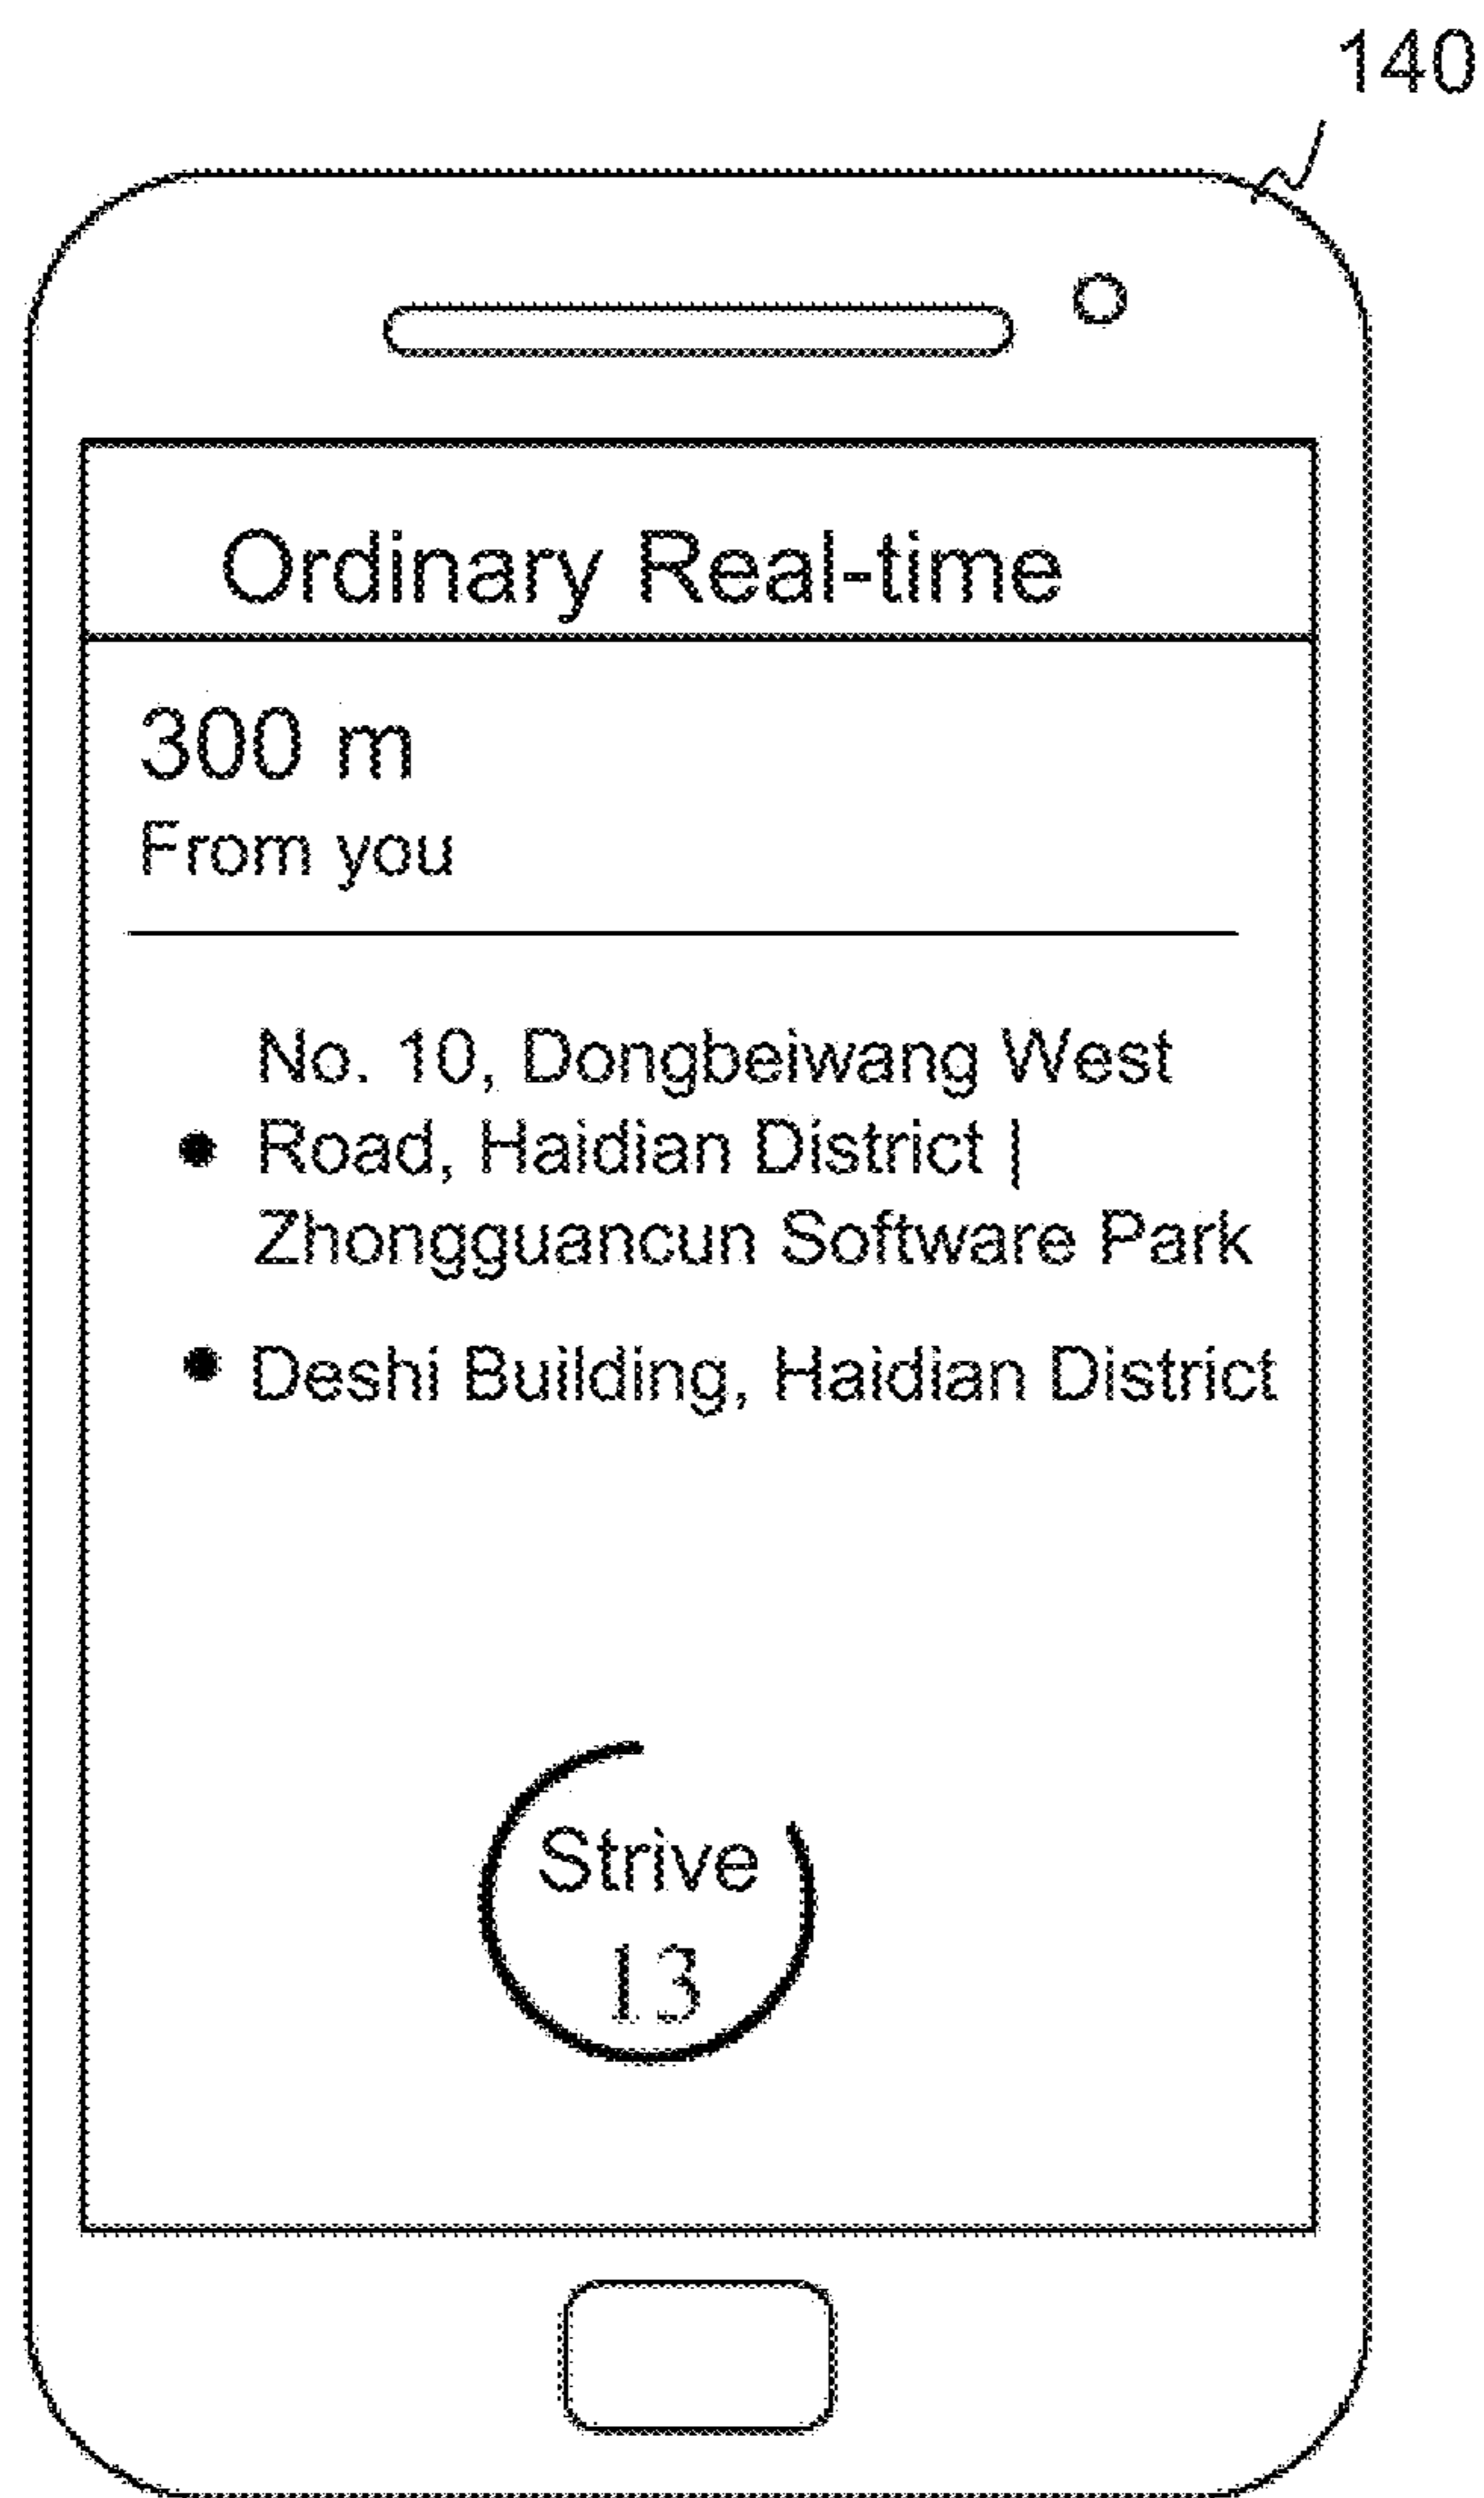 140
Ordinary Real-time
300 m
From you
No. 10, Dongbeiwang West
Road, Haidian District |
Zhongguancun Software Park
Deshi Building, Haidian District
Strive
13